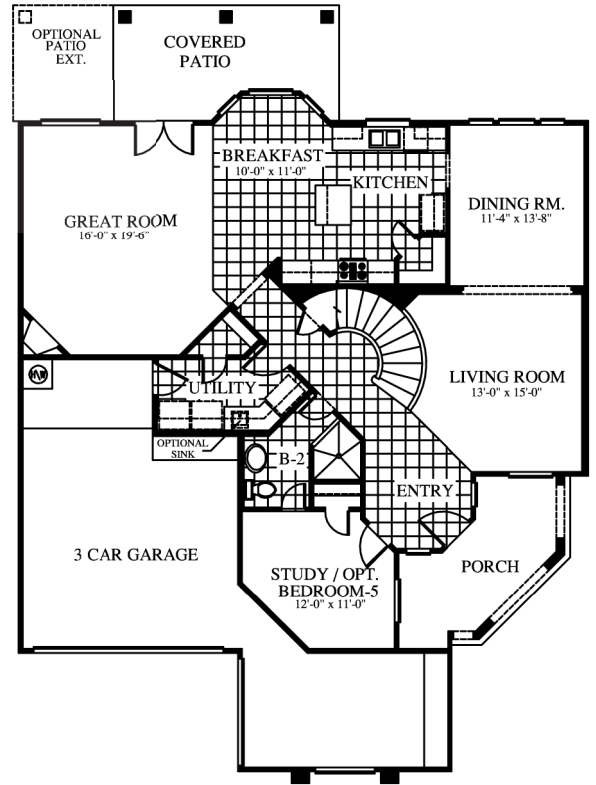 OPTIONAL
PATIO
EXT.
COVERED
PATIO
BREAKFAST
10'-0" x 11'-0"
KITCHEN
DINING RM.
11'-4" x 13'-8"
GREAT ROOM
16'-0" x 19'-6"
HW
UTILITY
LIVING ROOM
13'-0" x 15'-0"
OPTIONAL
SINK
B-2
ENTRY
3 CAR GARAGE
STUDY / OPT.
BEDROOM-5
12'-0" x 11'-0"
PORCH